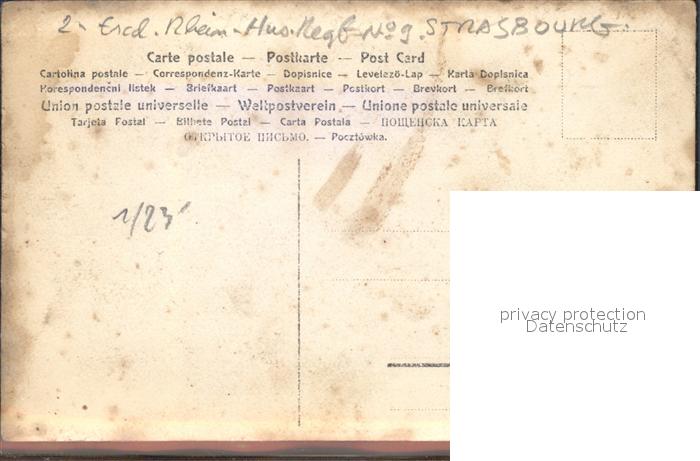 2. Escd. Rhein. Hus. Regt No 9. STRASBOURG.
Carte postale — Postkarte — Post Card
Cartolina postale — Correspondenz-Karte — Dopisnice — Levelező-Lap — Karta Dopisnica
Korespondenční lístek — Briefkaart — Postkaart — Postkort — Brevkort — Brefkort
Union postale universelle — Weltpostverein — Unione postale universale
Tarjeta Postal — Bilhete Postal — Carta Postala — ПОЩЕНСКА КАРТА
ОТКРЫТОЕ ПИСЬМО. — Pocztówka.
1/23
privacy protection
Datenschutz